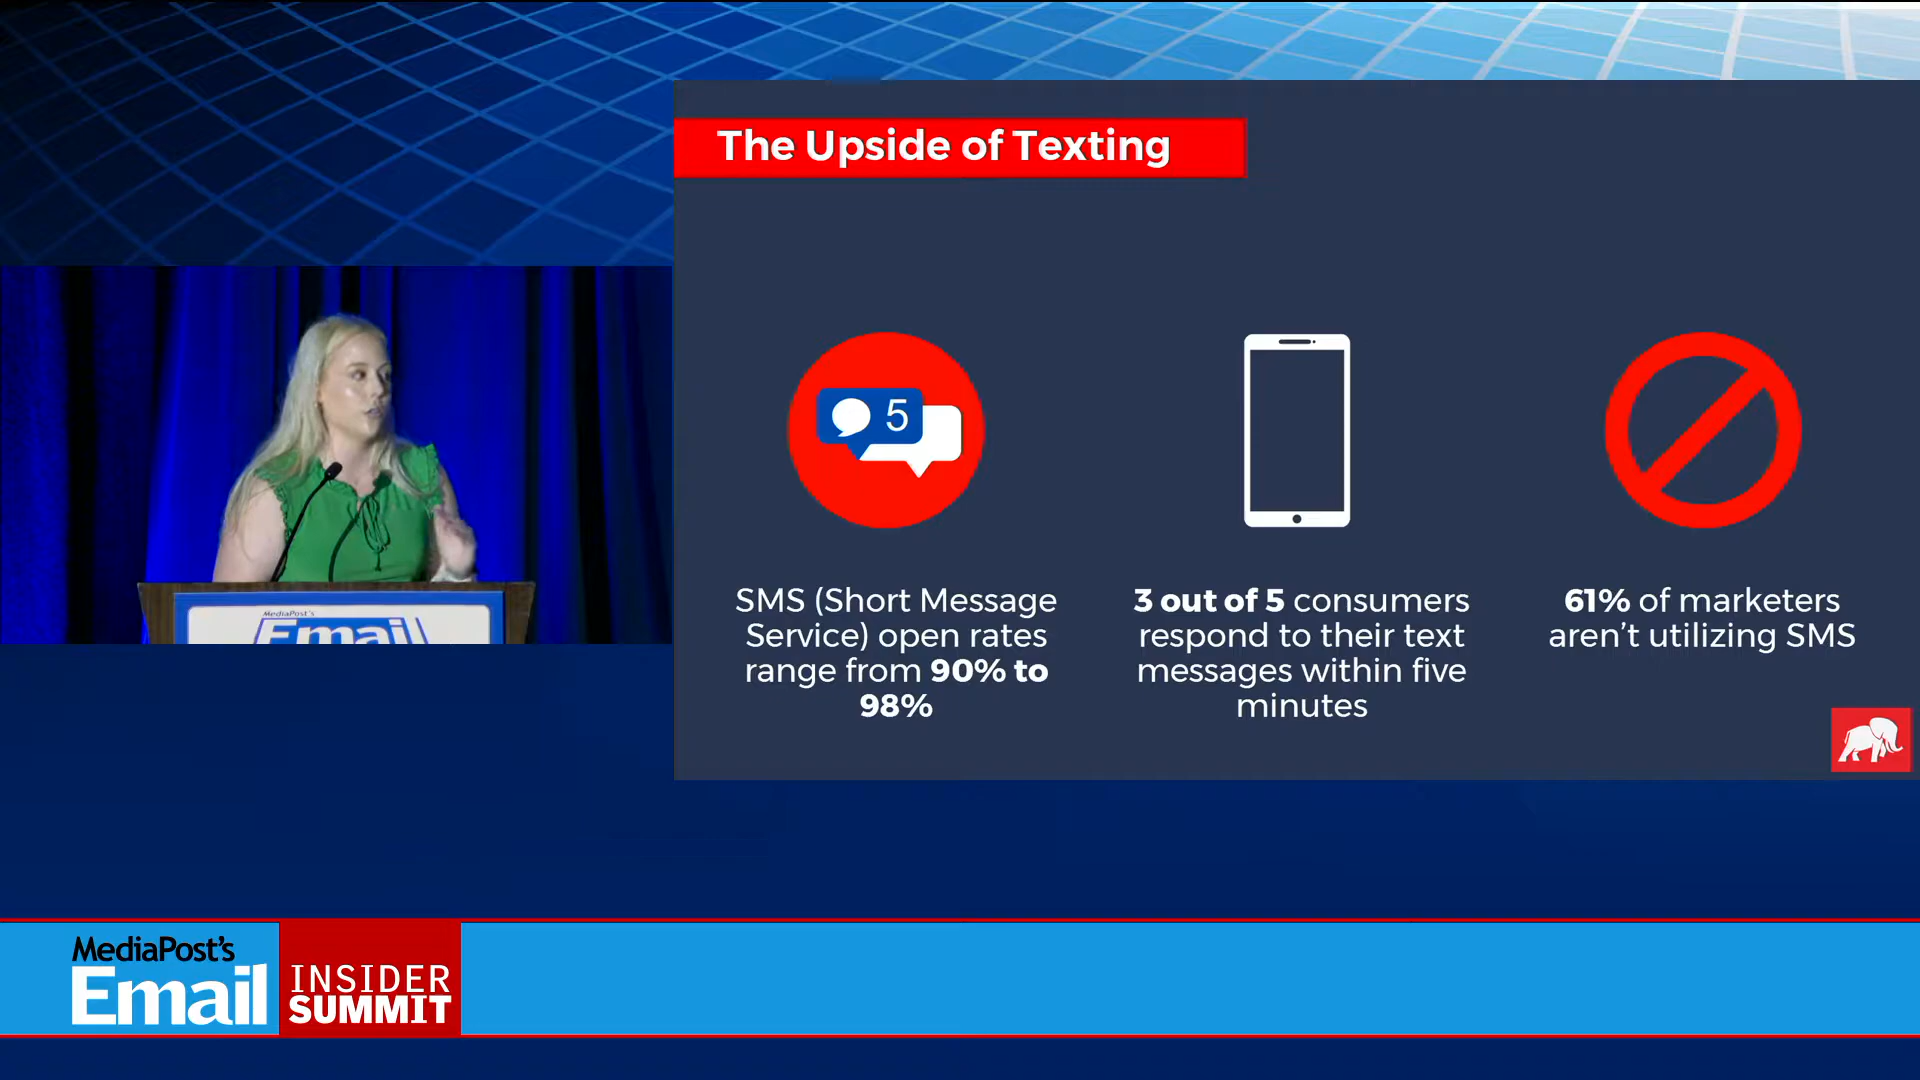 The Upside of Texting
5
SMS (Short Message
Service) open rates
range from 90% to
98%
3 out of 5 consumers
respond to their text
messages within five
minutes
61% of marketers
aren't utilizing SMS
MediaPost's
Email
MediaPost's
Email
INSIDER
SUMMIT